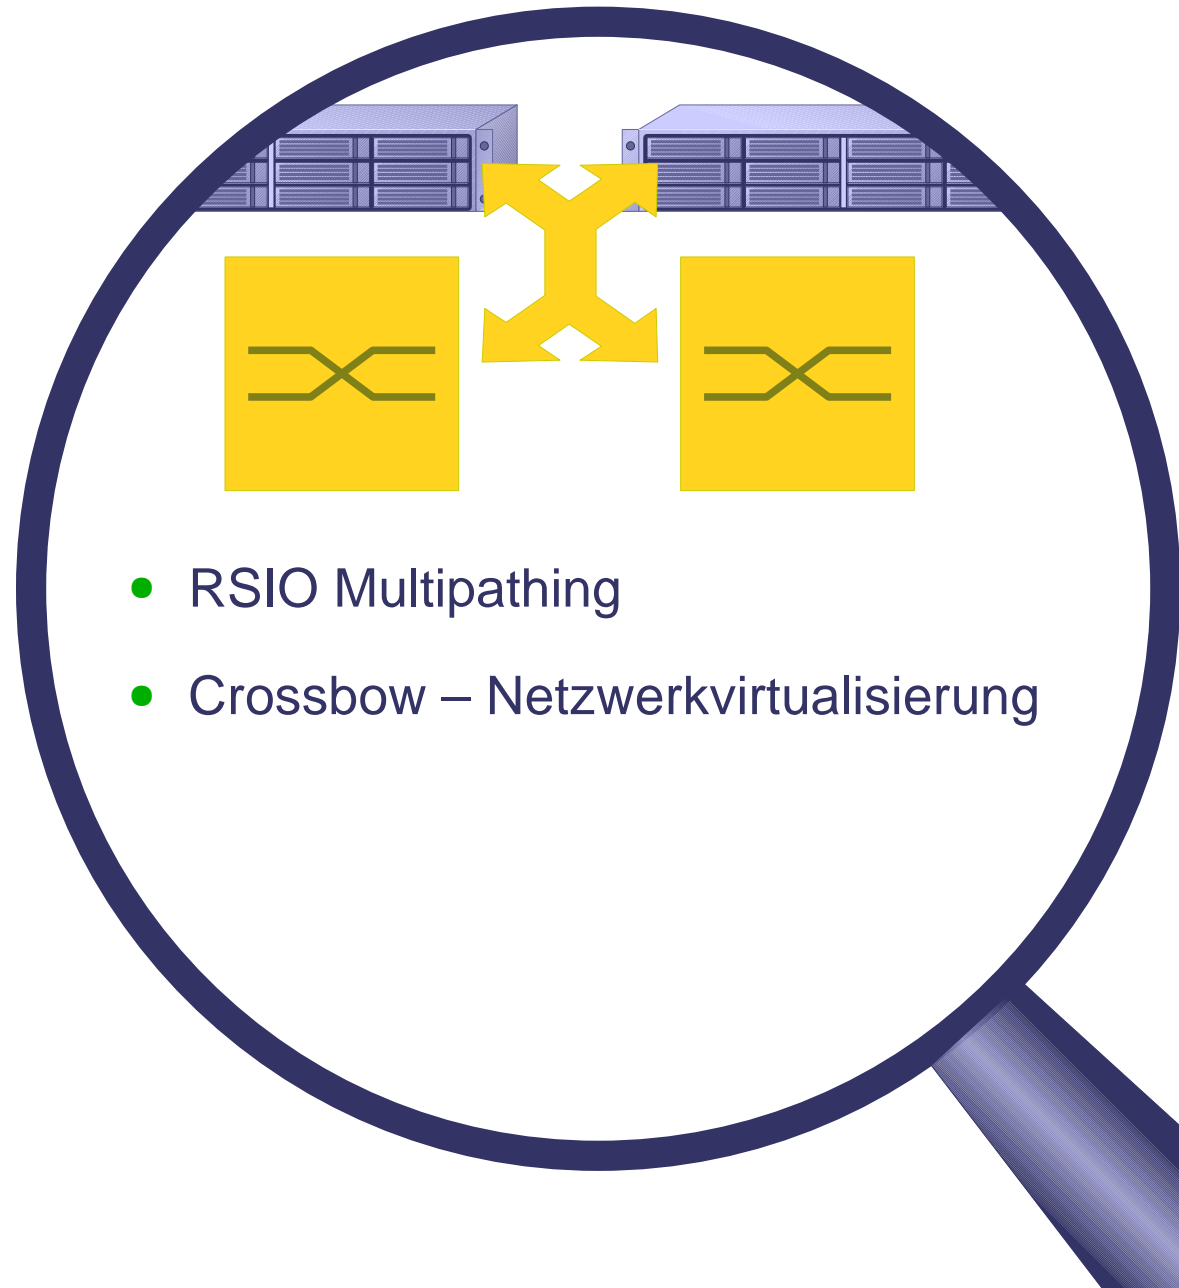 • RSIO Multipathing
• Crossbow – Netzwerkvirtualisierung